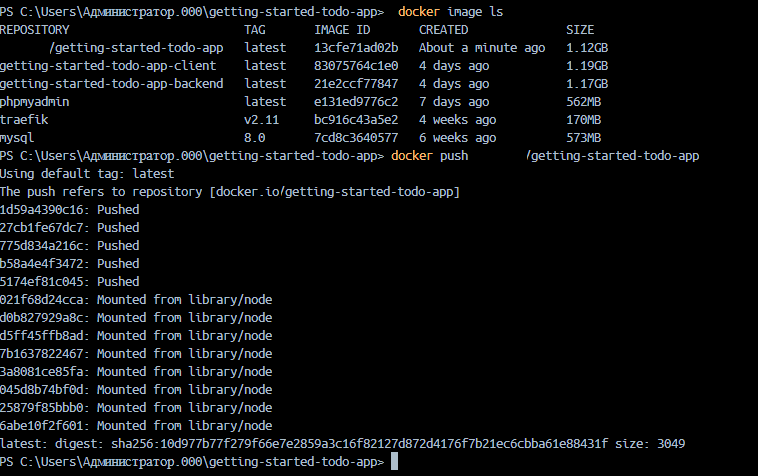 PS C:\Users\Администратор.000\getting-started-todo-app> docker image ls
REPOSITORY TAG IMAGE ID CREATED SIZE
/getting-started-todo-app latest 13cfe71ad02b About a minute ago 1.12GB
getting-started-todo-app-client latest 83075764c1e0 4 days ago 1.19GB
getting-started-todo-app-backend latest 21e2ccf77847 4 days ago 1.17GB
phpmyadmin latest e131ed9776c2 7 days ago 562MB
traefik v2.11 bc916c43a5e2 4 weeks ago 170MB
mysql 8.0 7cd8c3640577 6 weeks ago 573MB
PS C:\Users\Администратор.000\getting-started-todo-app> docker push /getting-started-todo-app
Using default tag: latest
The push refers to repository [docker.io/getting-started-todo-app]
1d59a4390c16: Pushed
27cb1fe67dc7: Pushed
775d834a216c: Pushed
b58a4e4f3472: Pushed
5174ef81c045: Pushed
021f68d24cca: Mounted from library/node
d0b827929a8c: Mounted from library/node
d5ff45ffb8ad: Mounted from library/node
7b1637822467: Mounted from library/node
3a8081ce85fa: Mounted from library/node
045d8b74bf0d: Mounted from library/node
25879f85bbb0: Mounted from library/node
6abe10f2f601: Mounted from library/node
latest: digest: sha256:10d977b77f279f66e7e2859a3c16f82127d872d4176f7b21ec6cbba61e88431f size: 3049
PS C:\Users\Администратор.000\getting-started-todo-app>